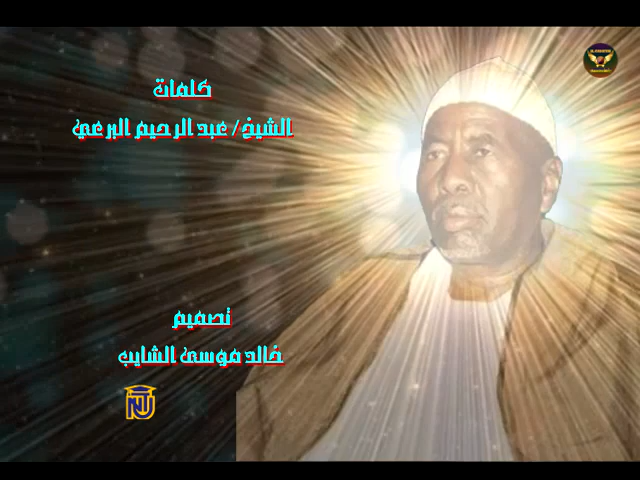 كلمات
الشيخ/ عبد الرحيم البرعي
تصميم
خالد موسى الشايب